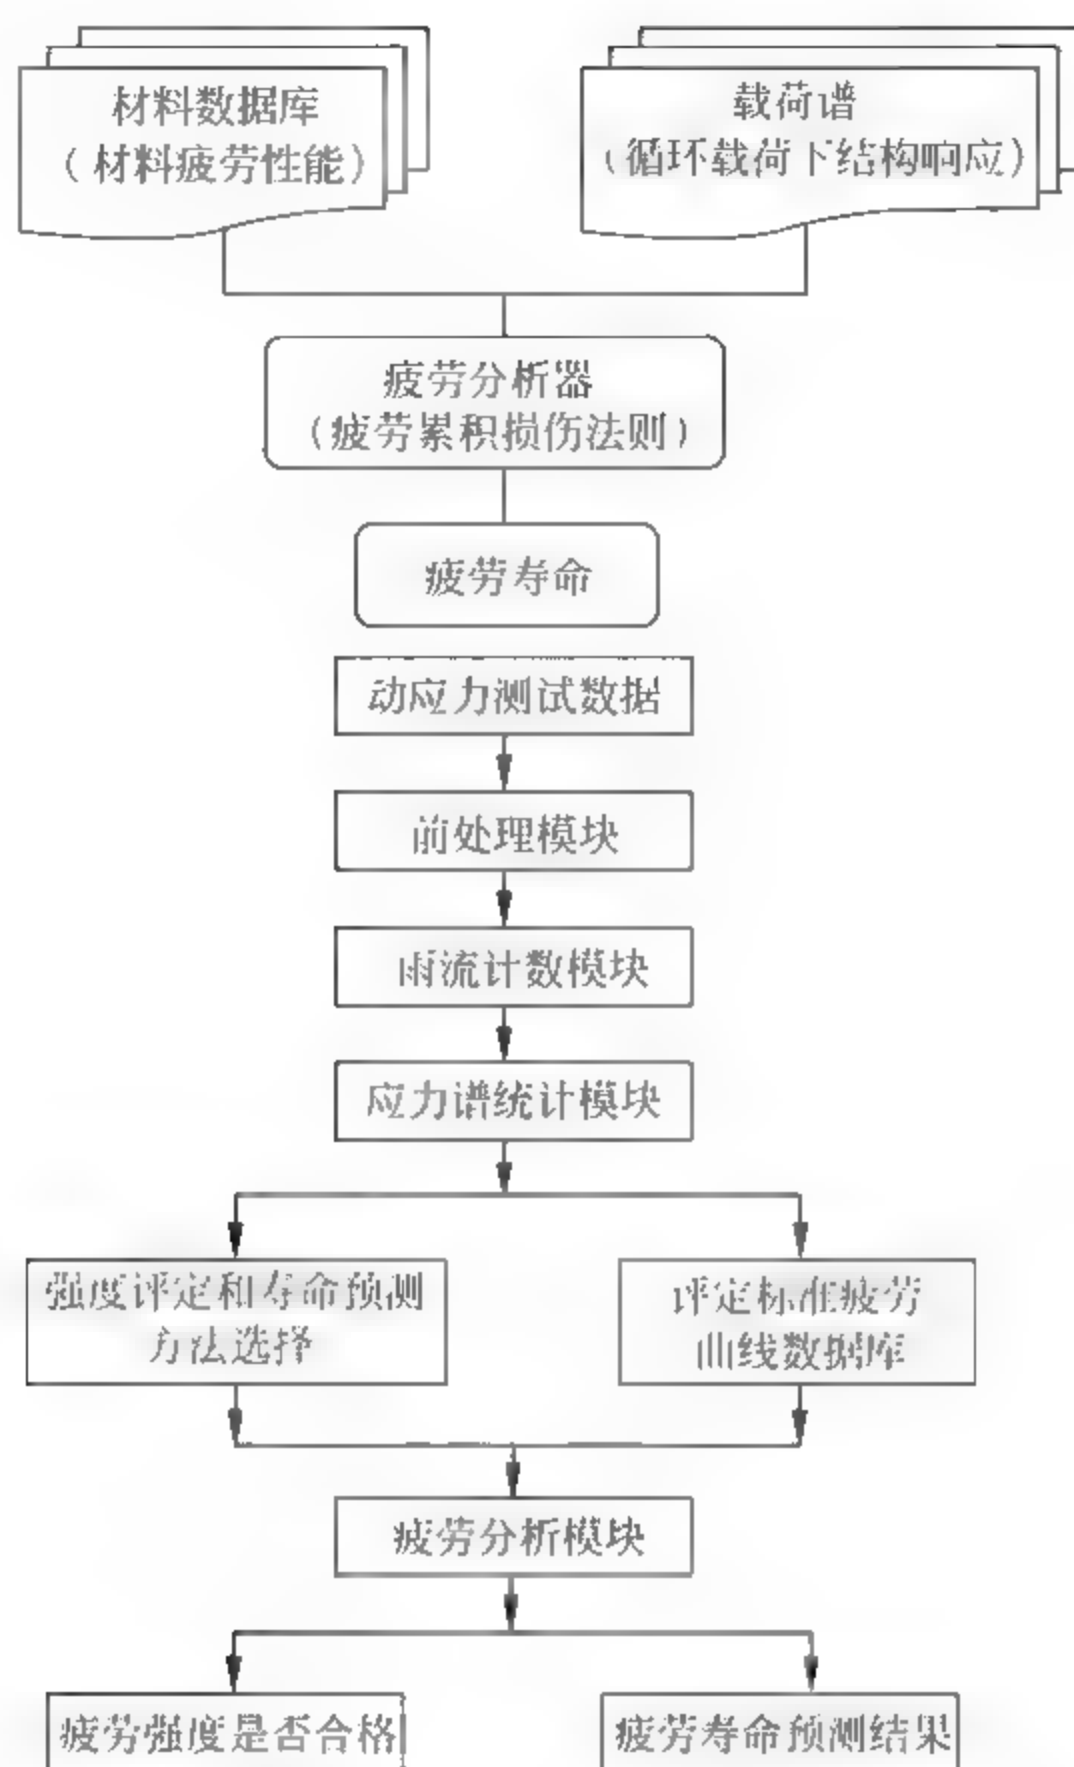 材料数据库
（材料疲劳性能）
载荷谱
（循环载荷下结构响应）
疲劳分析器
（疲劳累积损伤法则）
疲劳寿命
动应力测试数据
前处理模块
雨流计数模块
应力谱统计模块
强度评定和寿命预测
方法选择
评定标准疲劳
曲线数据库
疲劳分析模块
疲劳强度是否合格
疲劳寿命预测结果